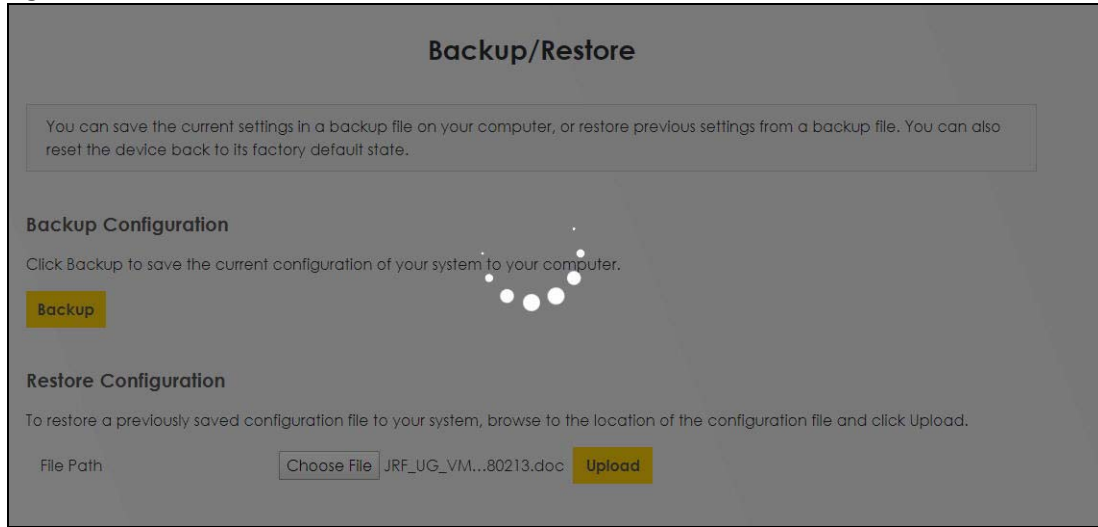 Backup/Restore
You can save the current settings in a backup file on your computer, or restore previous settings from a backup file. You can also
reset the device back to its factory default state.
Backup Configuration
Click Backup to save the current configuration of your system to your computer.
Backup
Restore Configuration
To restore a previously saved configuration file to your system, browse to the location of the configuration file and click Upload.
File Path Choose File JRF_UG_VM...80213.doc Upload